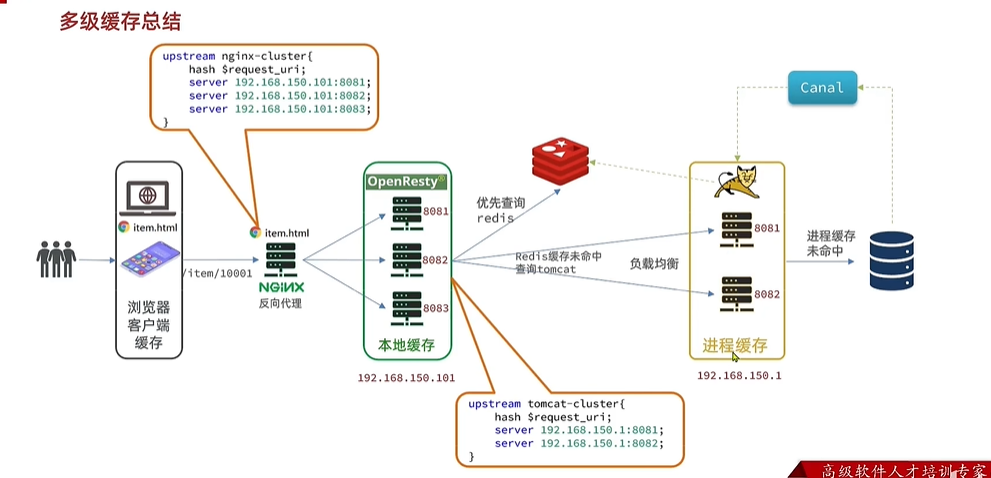 多级缓存总结
upstream nginx-cluster{
hash $request_uri;
server 192.168.150.101:8081;
server 192.168.150.101:8082;
server 192.168.150.101:8083;
}
Canal
OpenResty
item.html
item.html
/item/10001
NGINX
反向代理
浏览器
客户端
缓存
8081
8082
8083
本地缓存
192.168.150.101
优先查询
redis
Redis缓存未命中
查询tomcat
负载均衡
8081
8082
进程缓存
192.168.150.1
进程缓存
未命中
upstream tomcat-cluster{
hash $request_uri;
server 192.168.150.1:8081;
server 192.168.150.1:8082;
}
高级软件人才培训专家